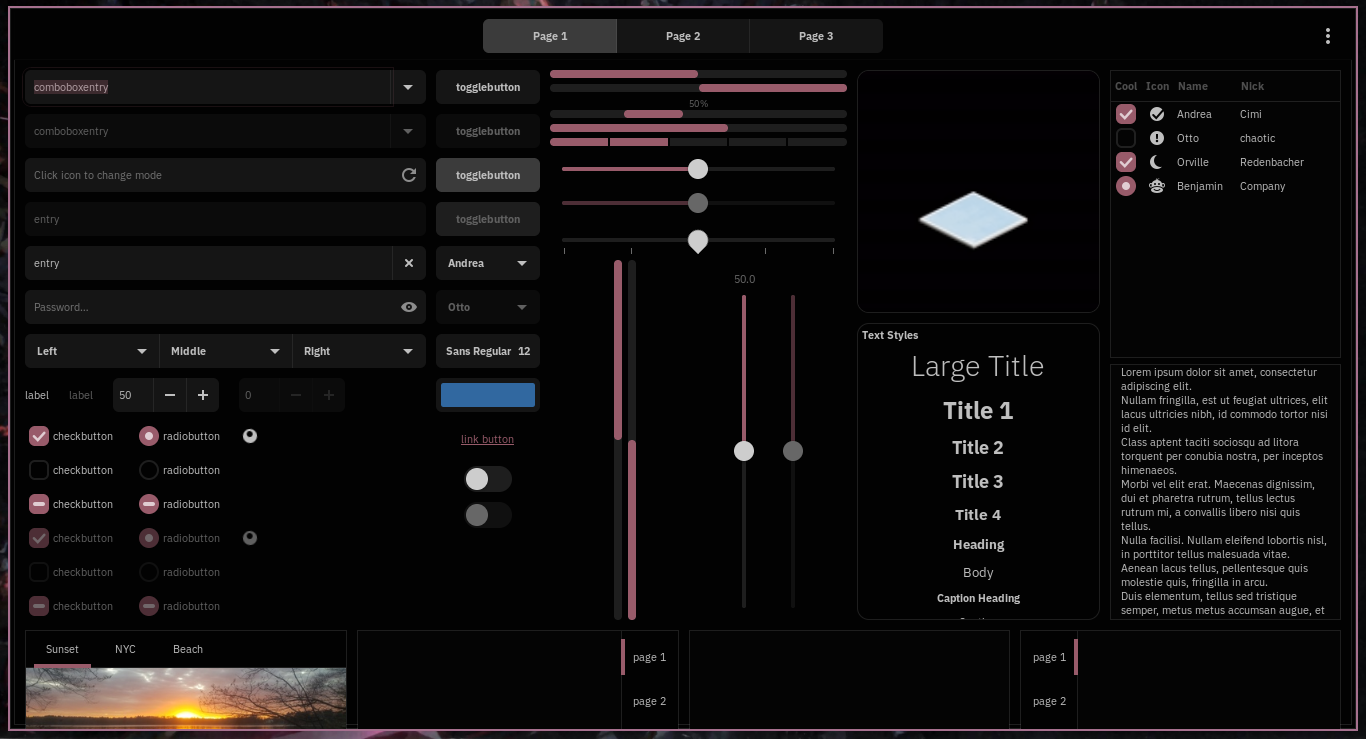 Page 1
Page 2
Page 3
comboboxentry
togglebutton
comboboxentry
togglebutton
Click icon to change mode
togglebutton
entry
togglebutton
entry
Andrea
Password...
Otto
Left
Middle
Right
Sans Regular 12
label
label
50
0
checkbutton
radiobutton
link button
checkbutton
radiobutton
checkbutton
radiobutton
checkbutton
radiobutton
checkbutton
radiobutton
checkbutton
radiobutton
50%
50.0
Text Styles
Large Title
Title 1
Title 2
Title 3
Title 4
Heading
Body
Caption Heading
Cool Icon Name Nick
Andrea Cimi
Otto chaotic
Orville Redenbacher
Benjamin Company
Lorem ipsum dolor sit amet, consectetur
adipiscing elit.
Nullam fringilla, est ut feugiat ultrices, elit
lacus ultricies nibh, id commodo tortor nisi
id elit.
Class aptent taciti sociosqu ad litora
torquent per conubia nostra, per inceptos
himenaeos.
Morbi vel elit erat. Maecenas dignissim,
dui et pharetra rutrum, tellus lectus
rutrum mi, a convallis libero nisi quis
tellus.
Nulla facilisi. Nullam eleifend lobortis nisl,
in porttitor tellus malesuada vitae.
Aenean lacus tellus, pellentesque quis
molestie quis, fringilla in arcu.
Duis elementum, tellus sed tristique
semper, metus metus accumsan augue, et
Sunset
NYC
Beach
page 1
page 2
page 1
page 2